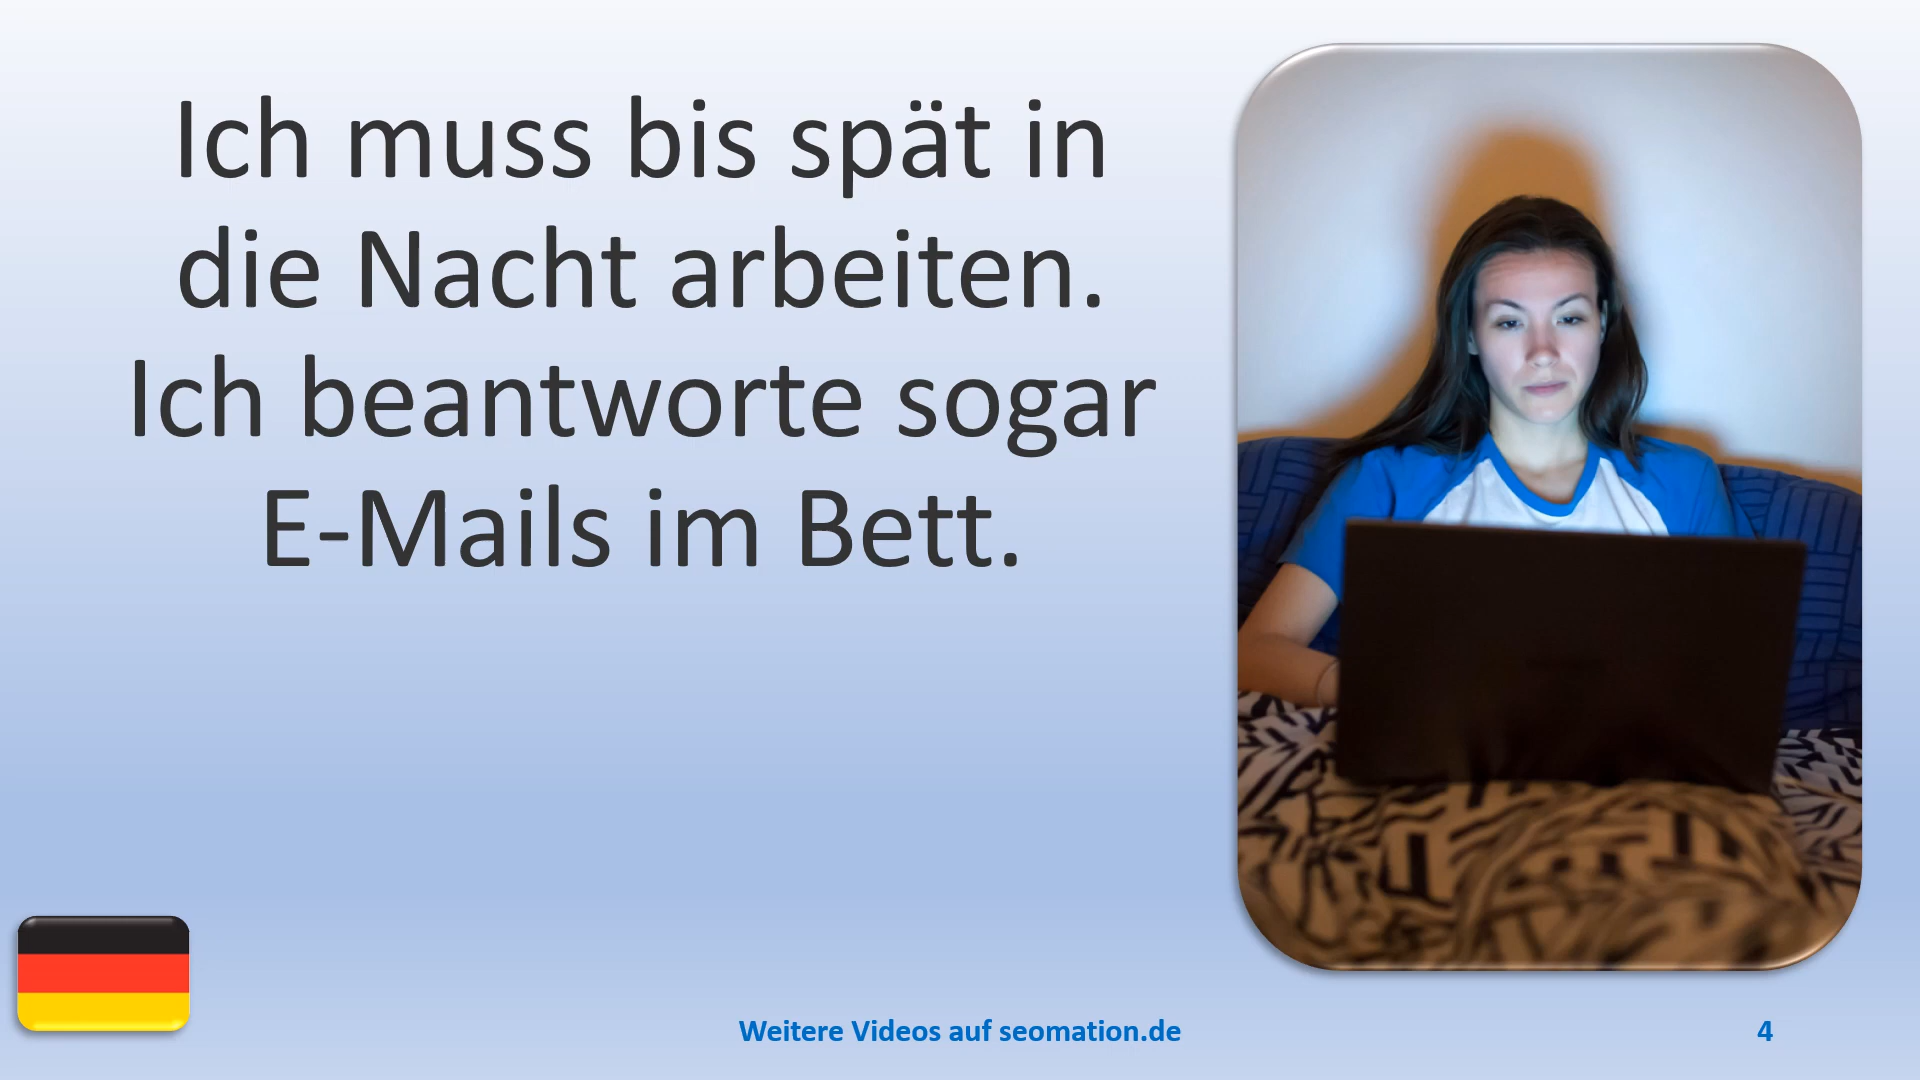 Ich muss bis spät in
die Nacht arbeiten.
Ich beantworte sogar
E-Mails im Bett.
Weitere Videos auf seomation.de
4